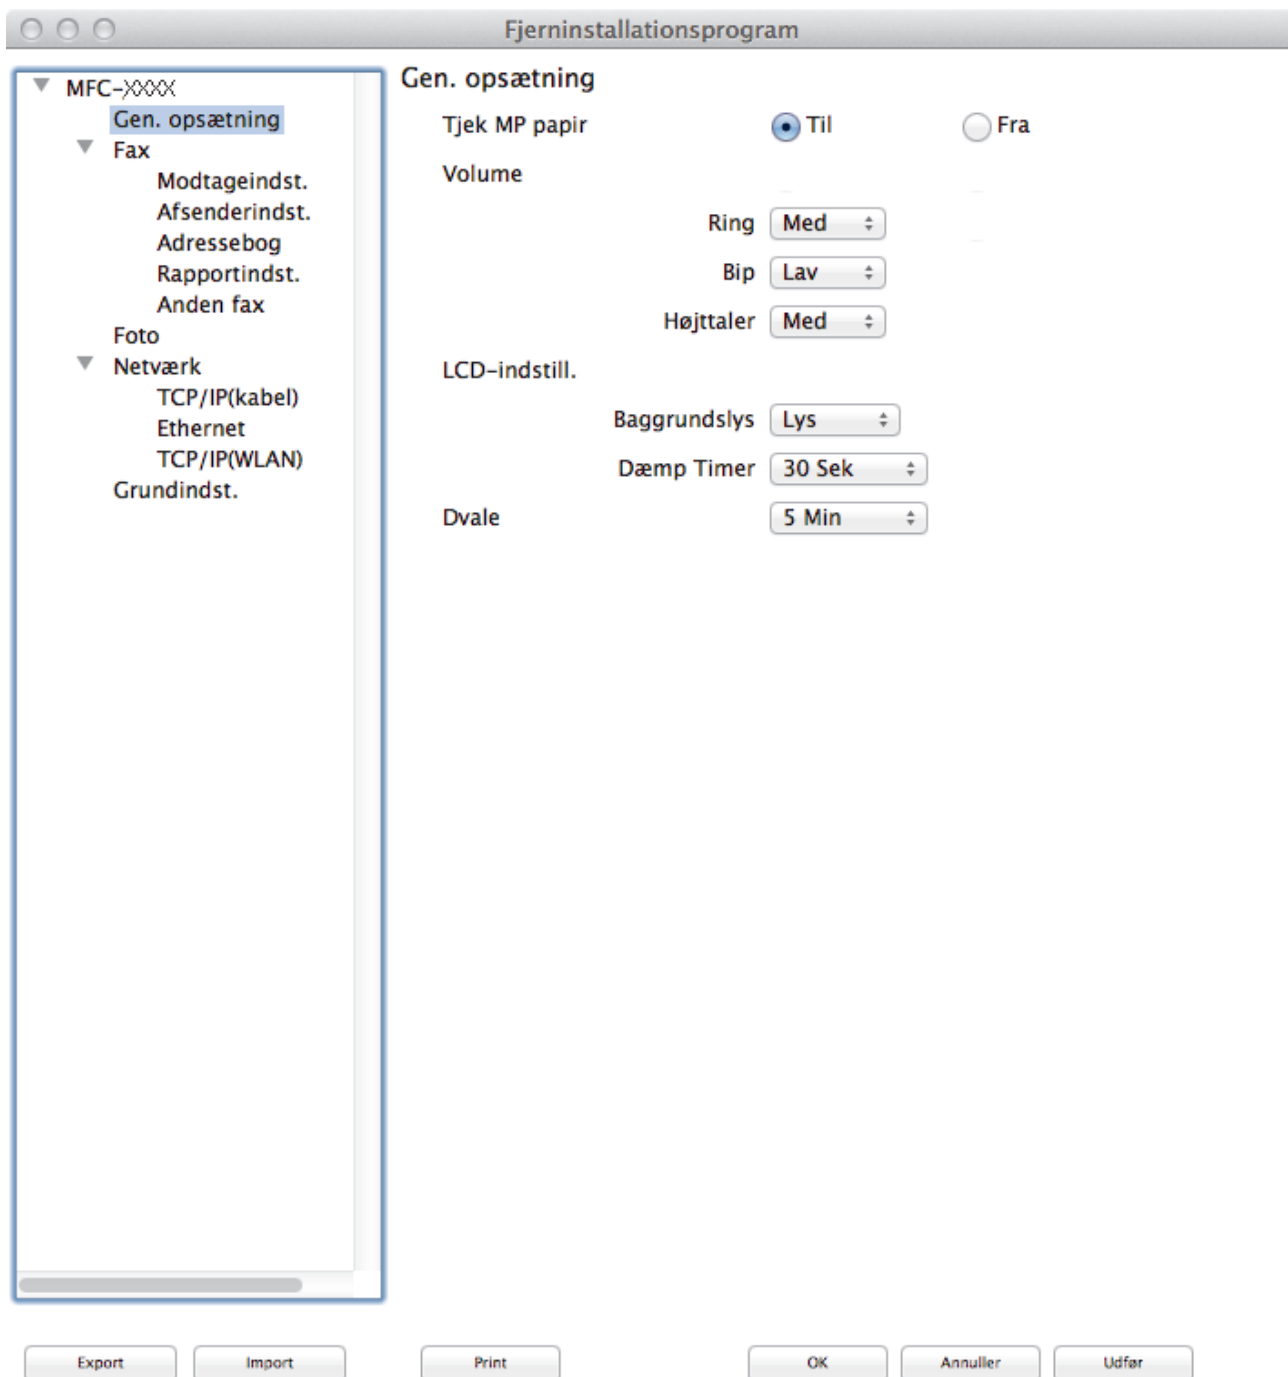 Fjerninstallationsprogram
MFC-XXXX
Gen. opsætning
Fax
Modtageindst.
Afsenderindst.
Adressebog
Rapportindst.
Anden fax
Foto
Netværk
TCP/IP(kabel)
Ethernet
TCP/IP(WLAN)
Grundindst.
Gen. opsætning
Tjek MP papir Til Fra
Volume
Ring Med
Bip Lav
Højttaler Med
LCD-indstill.
Baggrundslys Lys
Dæmp Timer 30 Sek
Dvale 5 Min
Export Import Print OK Annuller Udfør